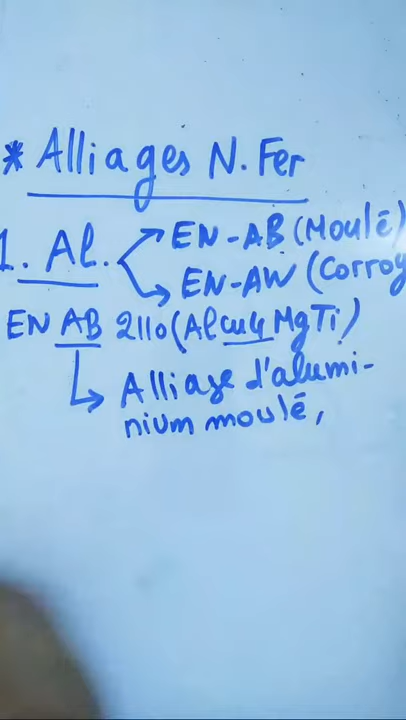 * Alliages N. Fer
1. Al. EN-AB (Moulé)
EN-AW (Corroy
EN AB 2110 (AlCu4MgTi)
Alliage d'alumi-
nium moulé,